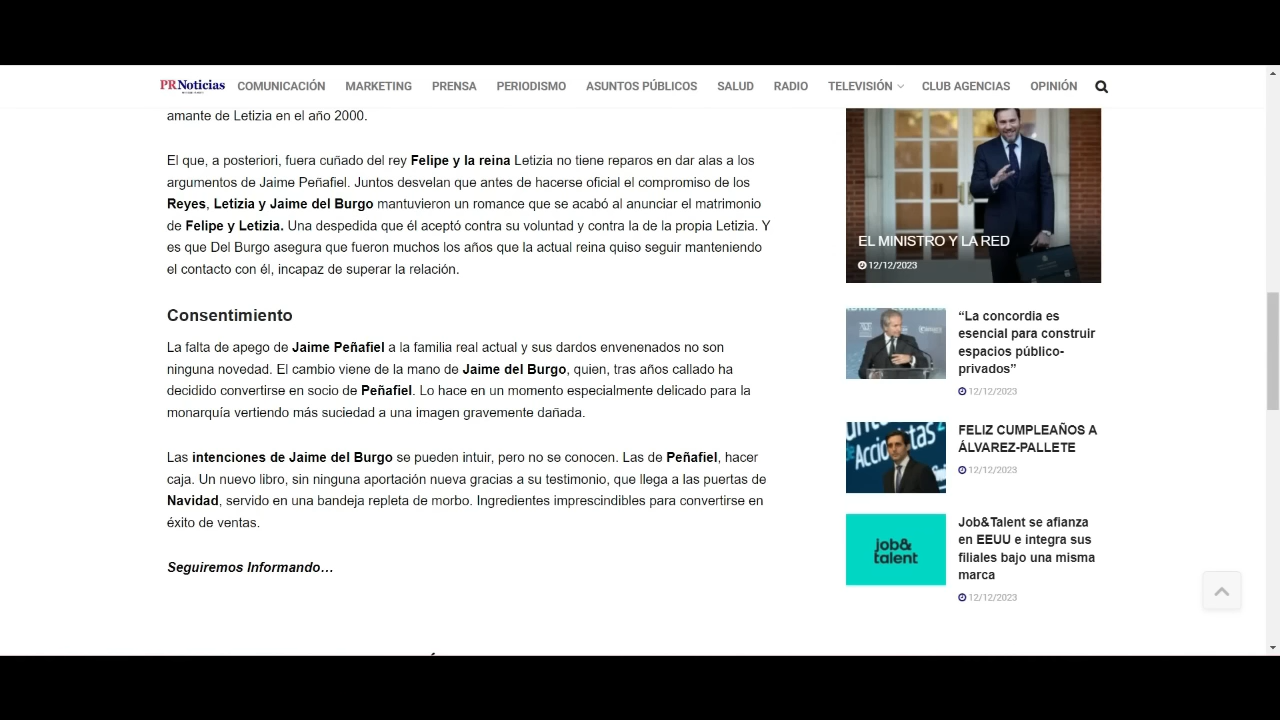 PRNoticias COMUNICACIÓN MARKETING PRENSA PERIODISMO ASUNTOS PÚBLICOS SALUD RADIO TELEVISIÓN CLUB AGENCIAS OPINIÓN
amante de Letizia en el año 2000.
El que, a posteriori, fuera cuñado del rey Felipe y la reina Letizia no tiene reparos en dar alas a los
argumentos de Jaime Peñafiel. Juntos desvelan que antes de hacerse oficial el compromiso de los
Reyes, Letizia y Jaime del Burgo mantuvieron un romance que se acabó al anunciar el matrimonio
de Felipe y Letizia. Una despedida que él aceptó contra su voluntad y contra la de la propia Letizia. Y
es que Del Burgo asegura que fueron muchos los años que la actual reina quiso seguir manteniendo
el contacto con él, incapaz de superar la relación.
Consentimiento
La falta de apego de Jaime Peñafiel a la familia real actual y sus dardos envenenados no son
ninguna novedad. El cambio viene de la mano de Jaime del Burgo, quien, tras años callado ha
decidido convertirse en socio de Peñafiel. Lo hace en un momento especialmente delicado para la
monarquía vertiendo más suciedad a una imagen gravemente dañada.
Las intenciones de Jaime del Burgo se pueden intuir, pero no se conocen. Las de Peñafiel, hacer
caja. Un nuevo libro, sin ninguna aportación nueva gracias a su testimonio, que llega a las puertas de
Navidad, servido en una bandeja repleta de morbo. Ingredientes imprescindibles para convertirse en
éxito de ventas.
Seguiremos Informando…
EL MINISTRO Y LA RED
12/12/2023
“La concordia es
esencial para construir
espacios público-
privados”
12/12/2023
de
Accionistas
FELIZ CUMPLEAÑOS A
ÁLVAREZ-PALLETE
12/12/2023
job&
talent
Job&Talent se afianza
en EEUU e integra sus
filiales bajo una misma
marca
12/12/2023